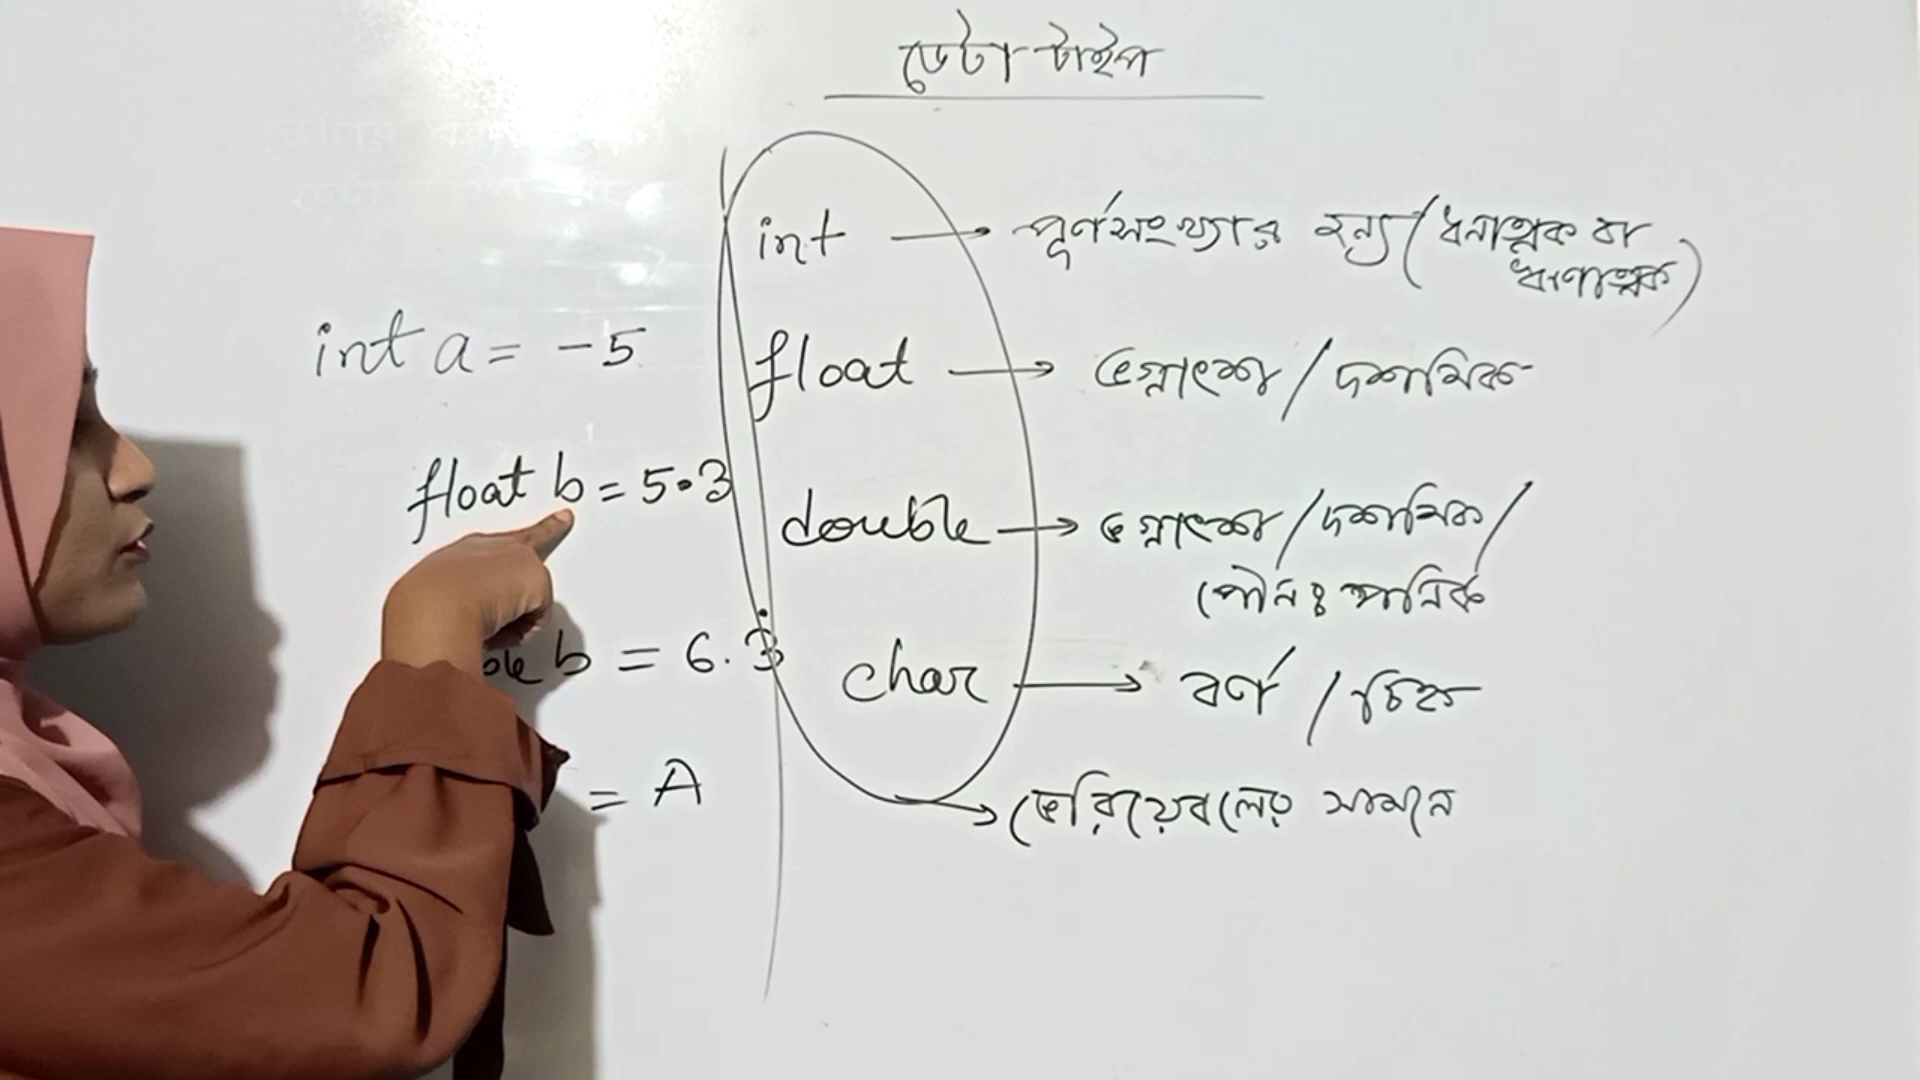 ডেটা টাইপ
int → পূর্ণসংখ্যার জন্য (ধনাত্মক বা
ঋণাত্মক)
int a = -5
float → ভগ্নাংশ / দশমিক
float b = 5.3
double → ভগ্নাংশ / দশমিক /
পৌনঃপনিক
b = 6.3
char → বর্ণ / চিহ্ন
= A
→ ভেরিয়েবলের সামনে